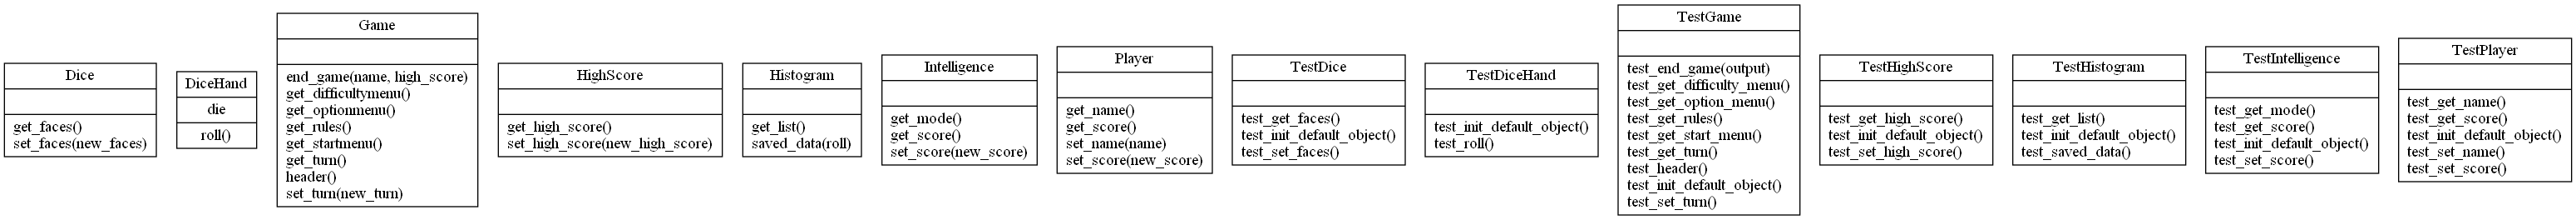 Dice
get_faces()
set_faces(new_faces)
DiceHand
die
roll()
Game
end_game(name, high_score)
get_difficultymenu()
get_optionmenu()
get_rules()
get_startmenu()
get_turn()
header()
set_turn(new_turn)
HighScore
get_high_score()
set_high_score(new_high_score)
Histogram
get_list()
saved_data(roll)
Intelligence
get_mode()
get_score()
set_score(new_score)
Player
get_name()
get_score()
set_name(name)
set_score(new_score)
TestDice
test_get_faces()
test_init_default_object()
test_set_faces()
TestDiceHand
test_init_default_object()
test_roll()
TestGame
test_end_game(output)
test_get_difficulty_menu()
test_get_option_menu()
test_get_rules()
test_get_start_menu()
test_get_turn()
test_header()
test_init_default_object()
test_set_turn()
TestHighScore
test_get_high_score()
test_init_default_object()
test_set_high_score()
TestHistogram
test_get_list()
test_init_default_object()
test_saved_data()
TestIntelligence
test_get_mode()
test_get_score()
test_init_default_object()
test_set_score()
TestPlayer
test_get_name()
test_get_score()
test_init_default_object()
test_set_name()
test_set_score()